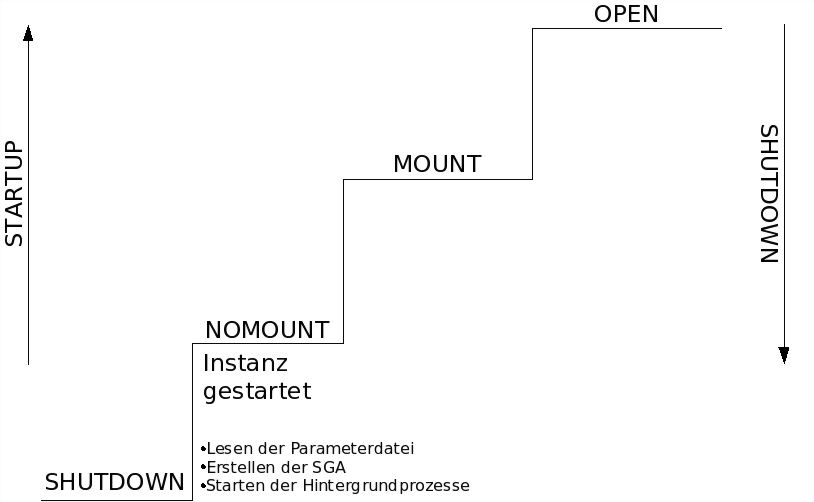 OPEN
MOUNT
STARTUP
SHUTDOWN
NOMOUNT
Instanz
gestartet
•Lesen der Parameterdatei
•Erstellen der SGA
•Starten der Hintergrundprozesse
SHUTDOWN